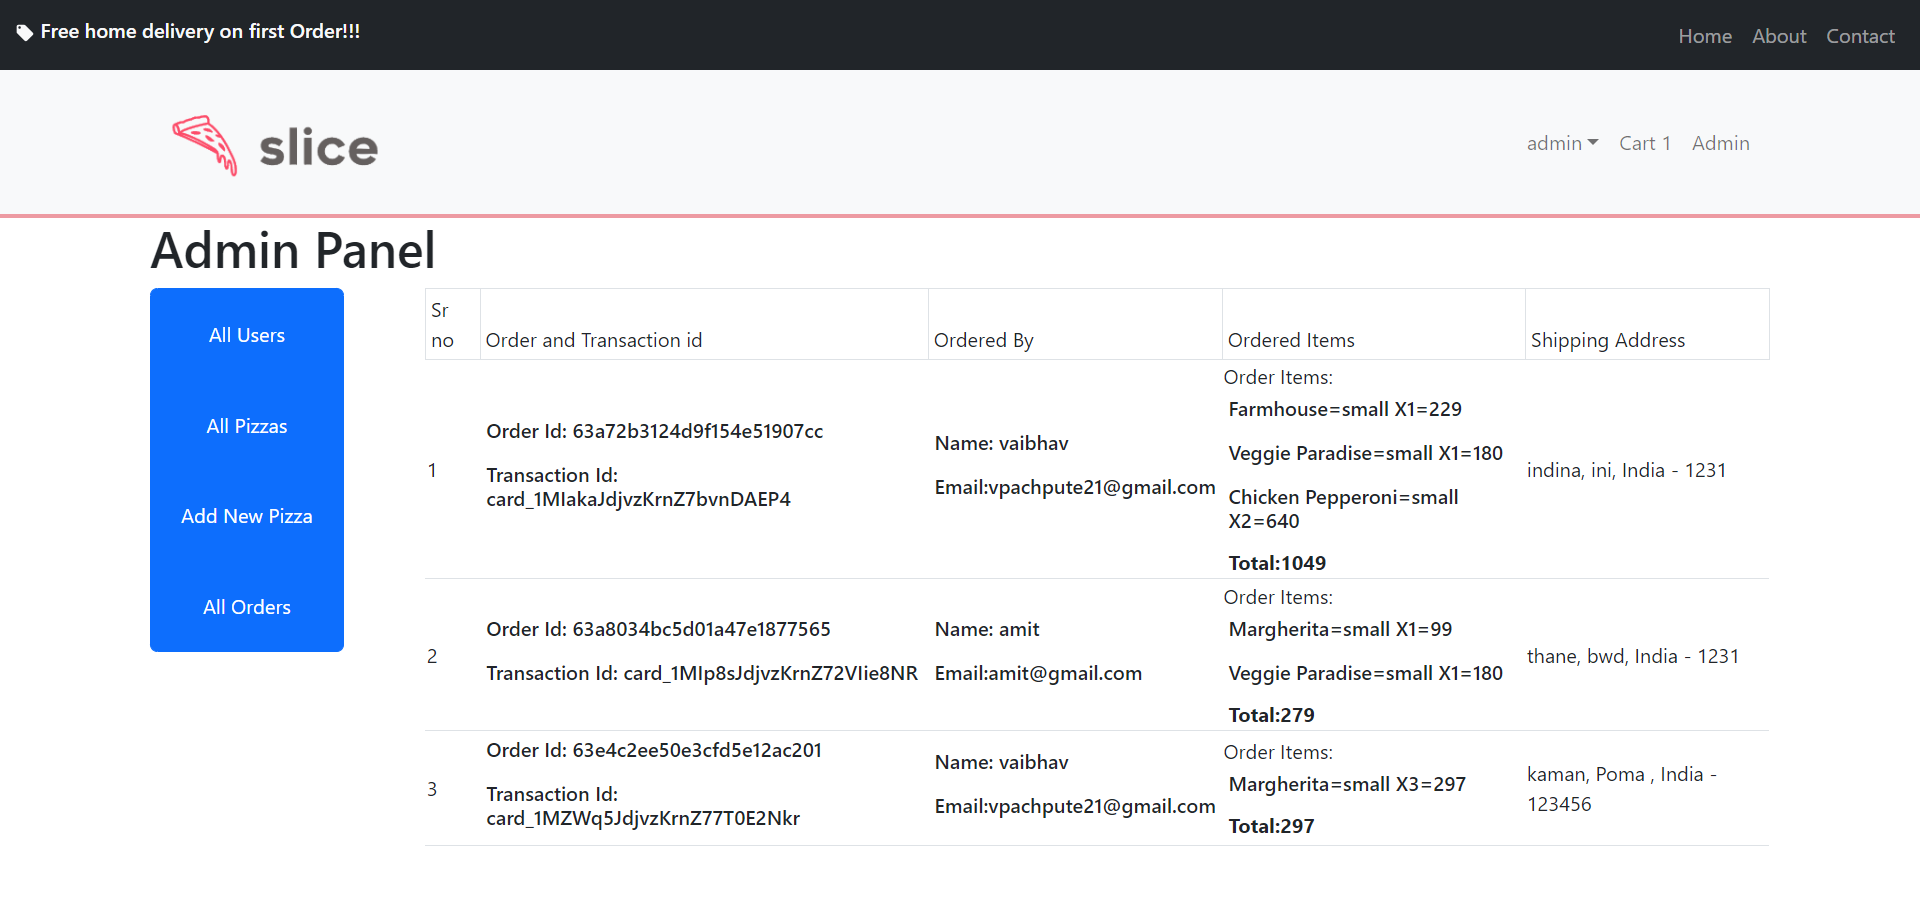 Free home delivery on first Order!!!
Home About Contact
slice
admin Cart 1 Admin
Admin Panel
All Users
All Pizzas
Add New Pizza
All Orders
Sr
no
Order and Transaction id
Ordered By
Ordered Items
Shipping Address
1
Order Id: 63a72b3124d9f154e51907cc
Transaction Id:
card_1MIakaJdjvzKrnZ7bvnDAEP4
Name: vaibhav
Email:vpachpute21@gmail.com
Order Items:
Farmhouse=small X1=229
Veggie Paradise=small X1=180
Chicken Pepperoni=small
X2=640
Total:1049
indina, ini, India - 1231
2
Order Id: 63a8034bc5d01a47e1877565
Transaction Id: card_1MIp8sJdjvzKrnZ72VIie8NR
Name: amit
Email:amit@gmail.com
Order Items:
Margherita=small X1=99
Veggie Paradise=small X1=180
Total:279
thane, bwd, India - 1231
3
Order Id: 63e4c2ee50e3cfd5e12ac201
Transaction Id:
card_1MZWq5JdjvzKrnZ77T0E2Nkr
Name: vaibhav
Email:vpachpute21@gmail.com
Order Items:
Margherita=small X3=297
Total:297
kaman, Poma , India -
123456